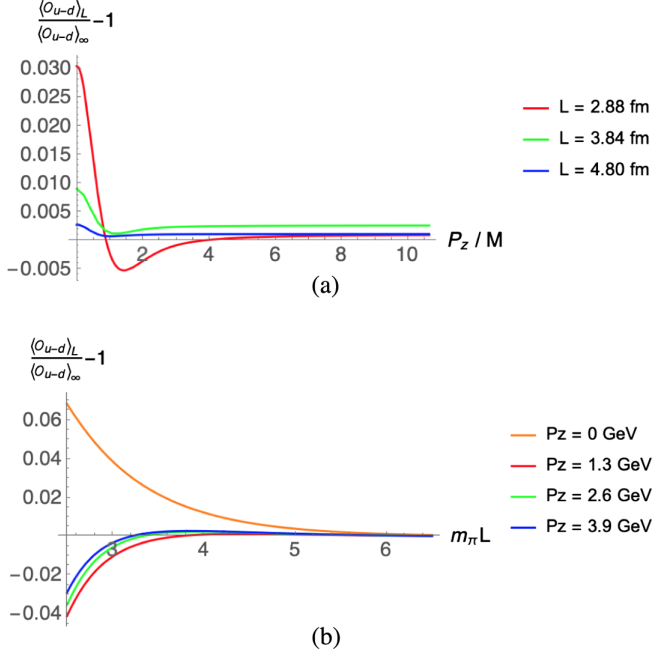 ⟨O_{u-d}⟩_L / ⟨O_{u-d}⟩_∞ −1
0.030
0.025
0.020
0.015
0.010
0.005
−0.005
2 4 6 8 10
P_z / M
L = 2.88 fm
L = 3.84 fm
L = 4.80 fm
(a)
⟨O_{u-d}⟩_L / ⟨O_{u-d}⟩_∞ −1
0.06
0.04
0.02
−0.02
−0.04
3 4 5 6
m_π L
Pz = 0 GeV
Pz = 1.3 GeV
Pz = 2.6 GeV
Pz = 3.9 GeV
(b)